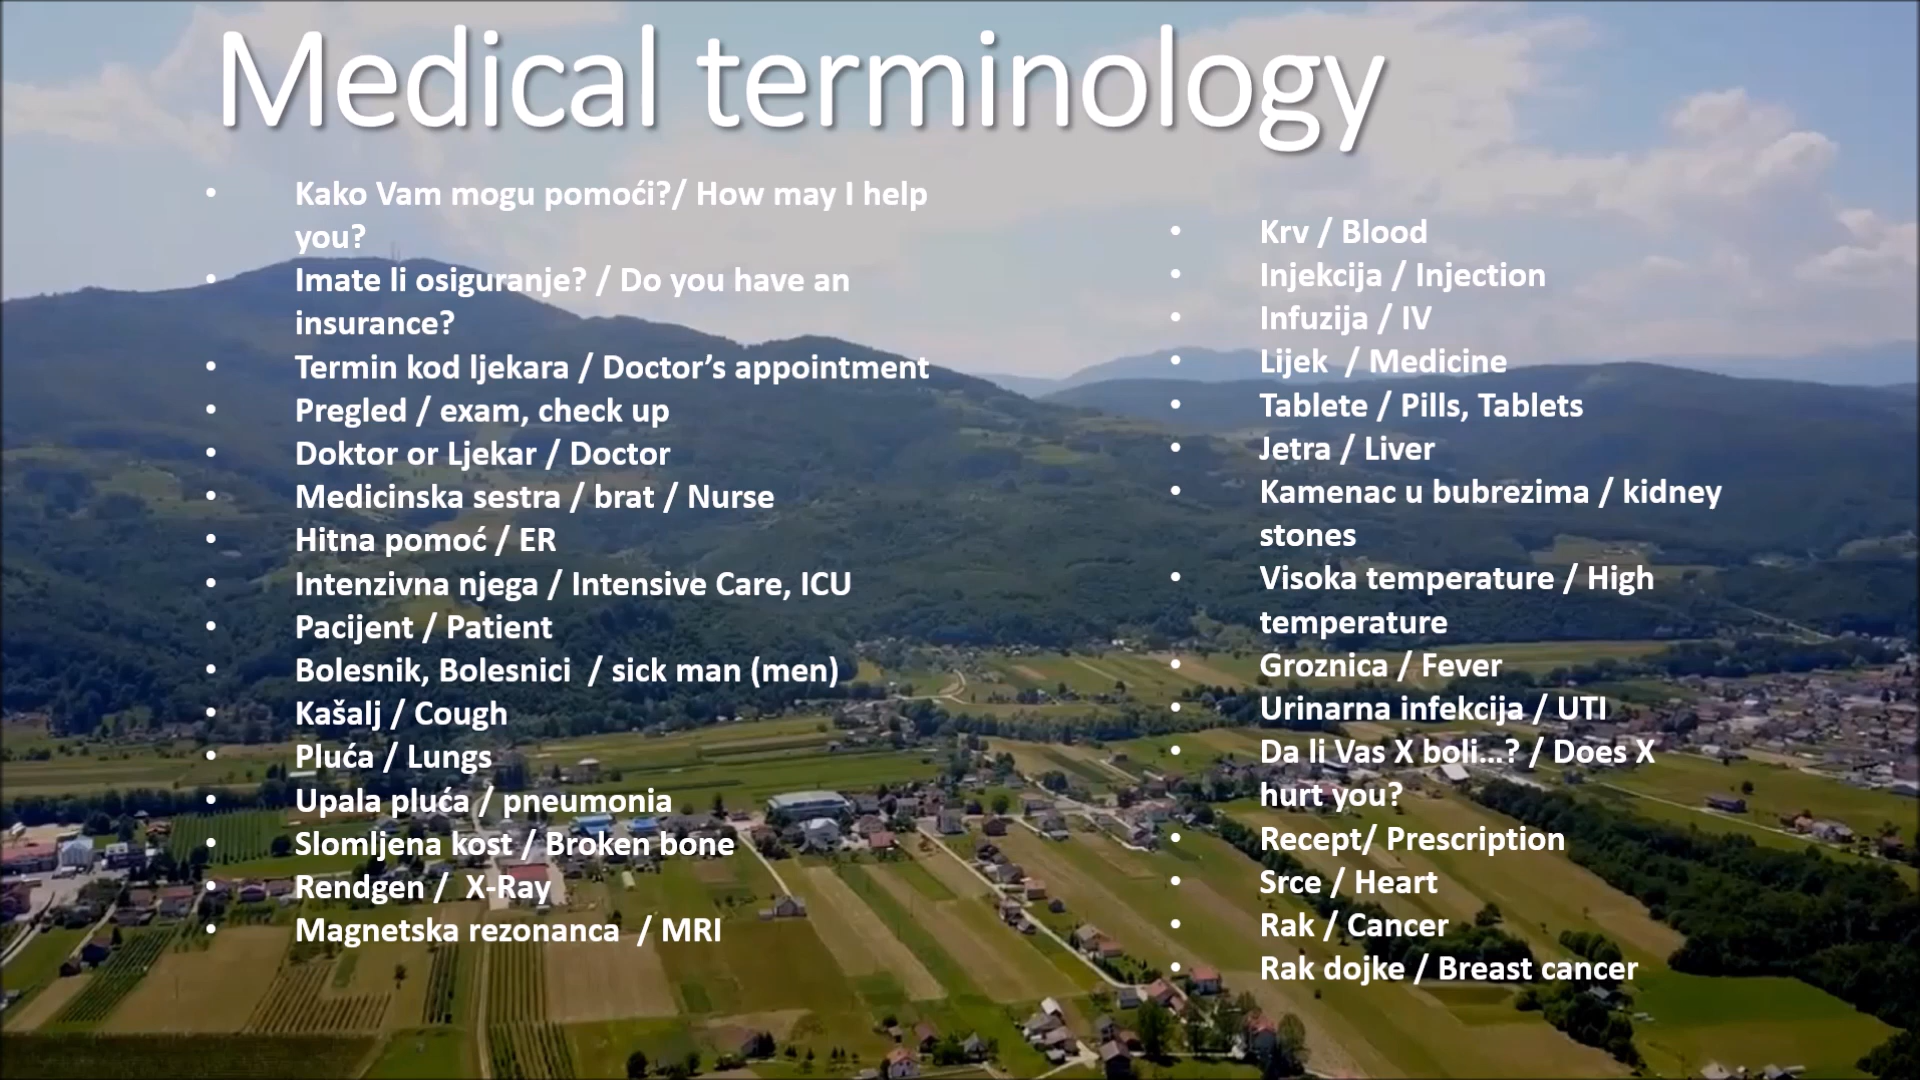 Medical terminology
• Kako Vam mogu pomoći?/ How may I help
you?
• Imate li osiguranje? / Do you have an
insurance?
• Termin kod ljekara / Doctor’s appointment
• Pregled / exam, check up
• Doktor or Ljekar / Doctor
• Medicinska sestra / brat / Nurse
• Hitna pomoć / ER
• Intenzivna njega / Intensive Care, ICU
• Pacijent / Patient
• Bolesnik, Bolesnici  / sick man (men)
• Kašalj / Cough
• Pluća / Lungs
• Upala pluća / pneumonia
• Slomljena kost / Broken bone
• Rendgen /  X-Ray
• Magnetska rezonanca  / MRI
• Krv / Blood
• Injekcija / Injection
• Infuzija / IV
• Lijek  / Medicine
• Tablete / Pills, Tablets
• Jetra / Liver
• Kamenac u bubrezima / kidney
stones
• Visoka temperature / High
temperature
• Groznica / Fever
• Urinarna infekcija / UTI
• Da li Vas X boli…? / Does X
hurt you?
• Recept/ Prescription
• Srce / Heart
• Rak / Cancer
• Rak dojke / Breast cancer